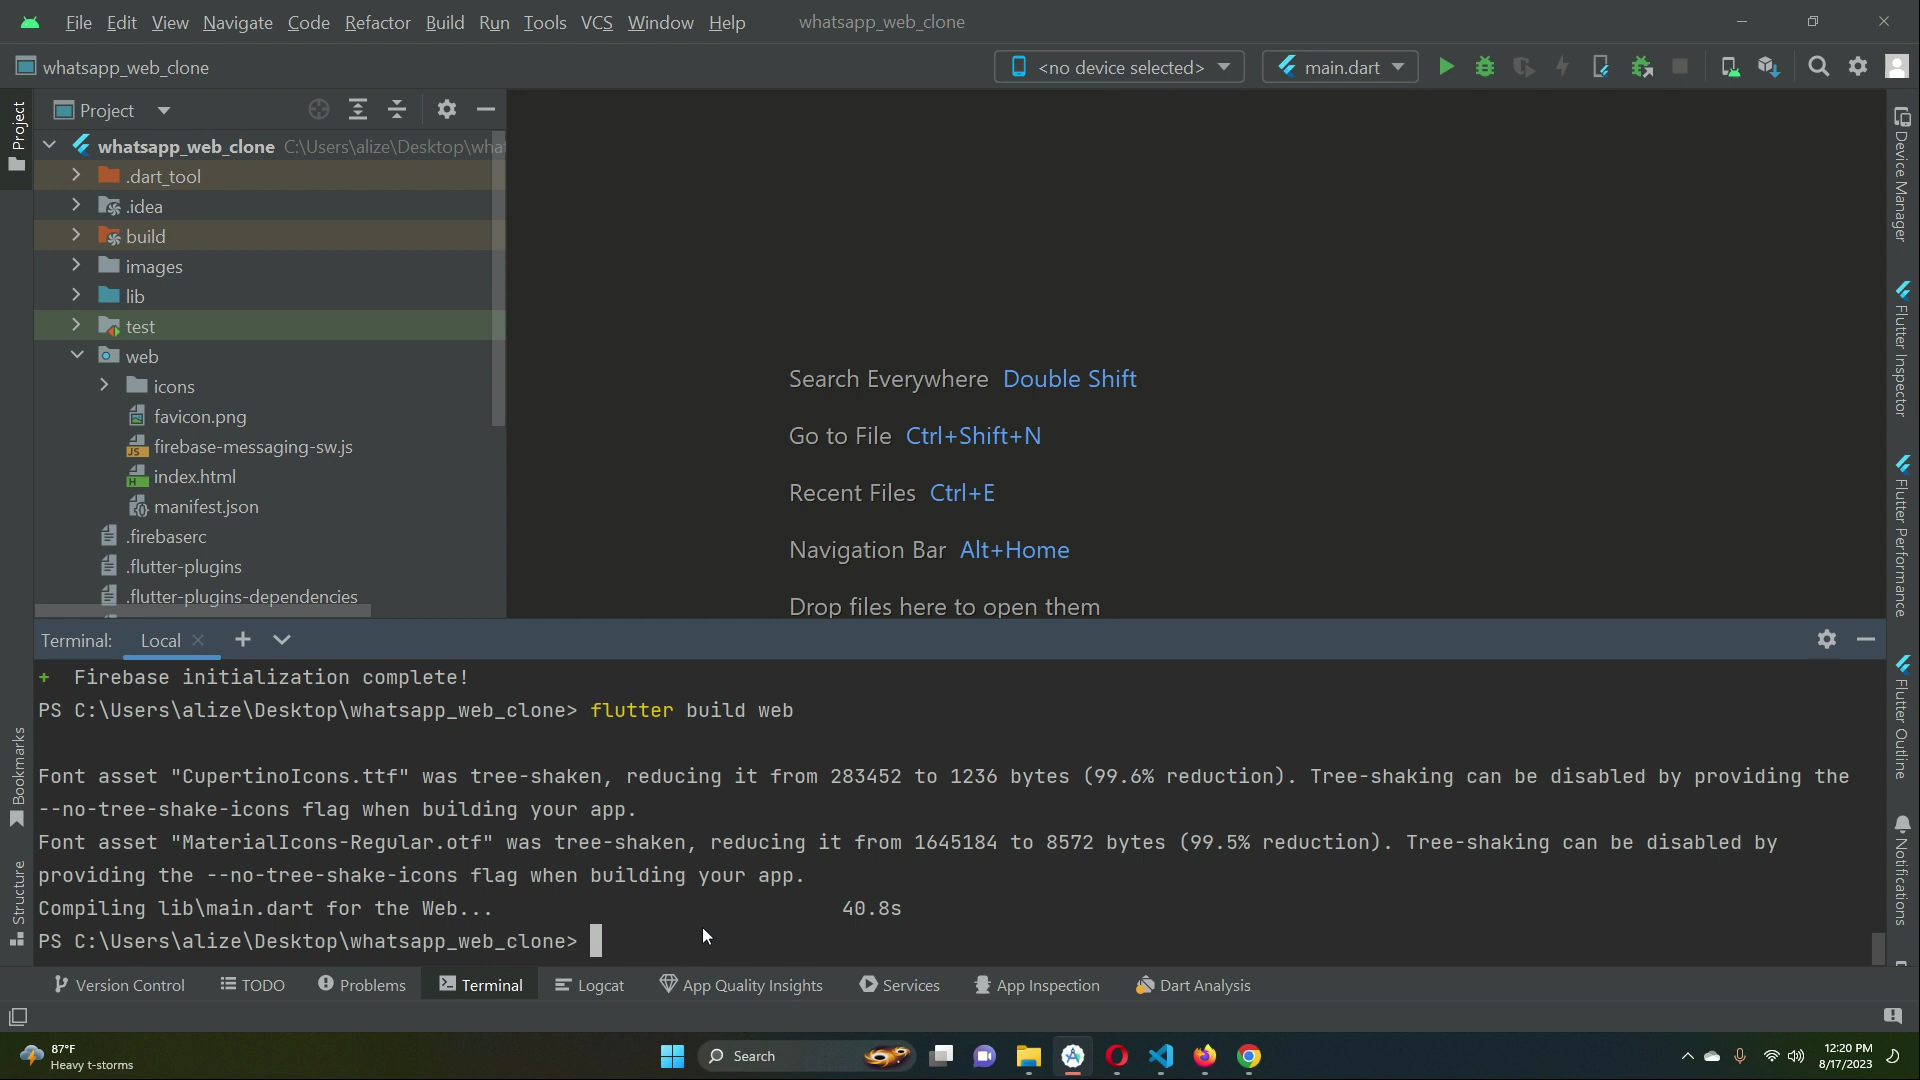 File Edit View Navigate Code Refactor Build Run Tools VCS Window Help whatsapp_web_clone
whatsapp_web_clone <no device selected> main.dart
Project
Project
whatsapp_web_clone C:\Users\alize\Desktop\what
.dart_tool
.idea
build
images
lib
test
web
icons
favicon.png
firebase-messaging-sw.js
index.html
manifest.json
.firebaserc
.flutter-plugins
.flutter-plugins-dependencies
Search Everywhere Double Shift
Go to File Ctrl+Shift+N
Recent Files Ctrl+E
Navigation Bar Alt+Home
Drop files here to open them
Device Manager
Flutter Inspector
Flutter Performance
Flutter Outline
Notifications
Bookmarks
Structure
Terminal: Local
+ Firebase initialization complete!
PS C:\Users\alize\Desktop\whatsapp_web_clone> flutter build web
Font asset "CupertinoIcons.ttf" was tree-shaken, reducing it from 283452 to 1236 bytes (99.6% reduction). Tree-shaking can be disabled by providing the
--no-tree-shake-icons flag when building your app.
Font asset "MaterialIcons-Regular.otf" was tree-shaken, reducing it from 1645184 to 8572 bytes (99.5% reduction). Tree-shaking can be disabled by
providing the --no-tree-shake-icons flag when building your app.
Compiling lib\main.dart for the Web... 40.8s
PS C:\Users\alize\Desktop\whatsapp_web_clone>
Version Control TODO Problems Terminal Logcat App Quality Insights Services App Inspection Dart Analysis
87°F
Heavy t-storms
Search
12:20 PM
8/17/2023